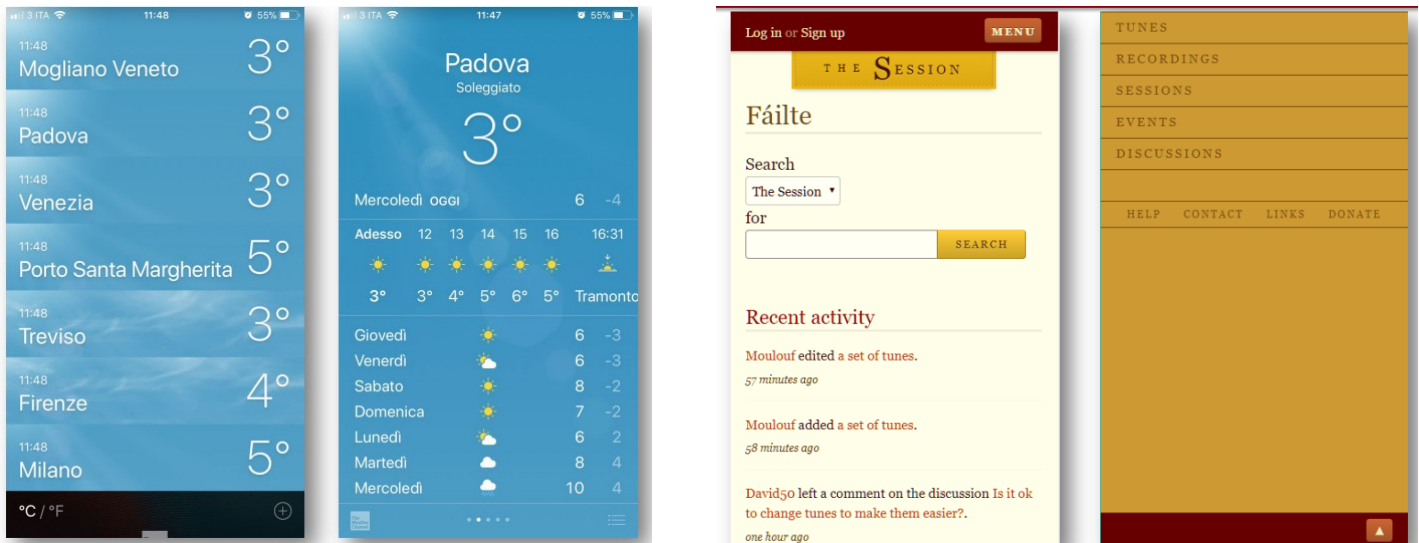 3 ITA 11:48 55%
11:48
Mogliano Veneto 3°
11:48
Padova 3°
11:48
Venezia 3°
11:48
Porto Santa Margherita 5°
11:48
Treviso 3°
11:48
Firenze 4°
11:48
Milano 5°
°C / °F
3 ITA 11:47 55%
Padova
Soleggiato
3°
Mercoledì OGGI 6 -4
Adesso 12 13 14 15 16 16:31
3° 3° 4° 5° 6° 5° Tramonto
Giovedì 6 -3
Venerdì 6 -3
Sabato 8 -2
Domenica 7 -2
Lunedì 6 2
Martedì 8 4
Mercoledì 10 4
Log in or Sign up MENU
THE SESSION
Fáilte
Search
The Session
for
SEARCH
Recent activity
Moulouf edited a set of tunes.
57 minutes ago
Moulouf added a set of tunes.
58 minutes ago
David50 left a comment on the discussion Is it ok
to change tunes to make them easier?.
one hour ago
TUNES
RECORDINGS
SESSIONS
EVENTS
DISCUSSIONS
HELP CONTACT LINKS DONATE